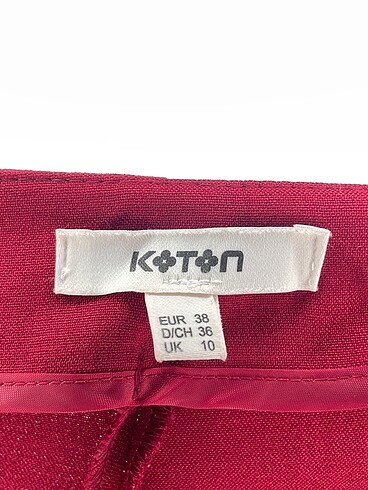 KOTON
EUR 38
D/CH 36
UK 10